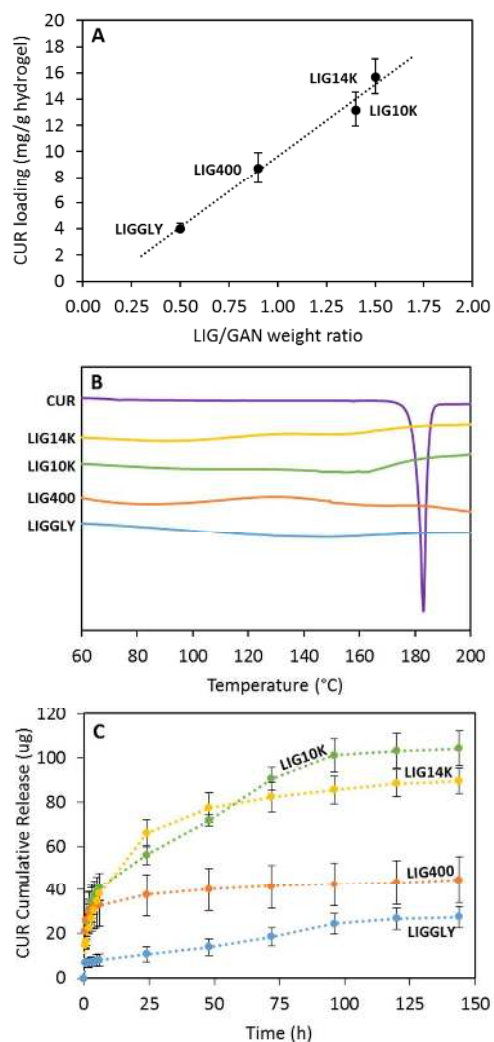 A
18
16
14
12
10
8
6
4
2
0
CUR loading (mg/g hydrogel)
LIG14K
LIG10K
LIG400
LIGGLY
0.00 0.25 0.50 0.75 1.00 1.25 1.50 1.75 2.00
LIG/GAN weight ratio
B
CUR
LIG14K
LIG10K
LIG400
LIGGLY
60 80 100 120 140 160 180 200
Temperature (°C)
C
120
100
80
60
40
20
0
CUR Cumulative Release (ug)
LIG10K
LIG14K
LIG400
LIGGLY
0 25 50 75 100 125 150
Time (h)